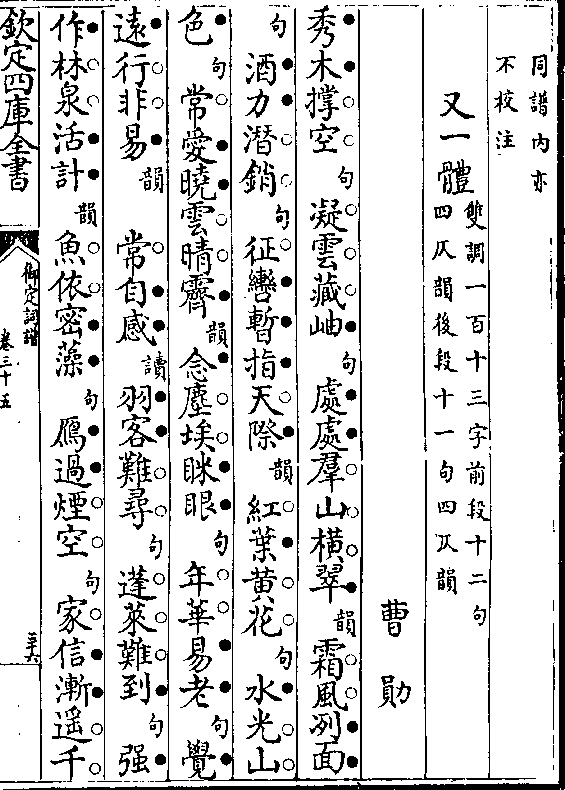 同譜内亦
不校注
又一體 雙調一百十三字前段十二句
四仄韻後段十一句四仄韻
曹勛
秀木撑空句凝雲藏岫句處處羣山橫翠韻霜風冽面
句酒力潛銷句征轡暫指天際韻紅葉黃花句水光山
色句常愛曉雲晴霽韻念塵埃眯眼句年華易老句覺
遠行非易韻常自感讀羽客難尋句蓬萊難到句强
作林泉活計韻魚依密藻句鴈過煙空句家信漸遥千
欽定四庫全書
御定詞譜
卷三十五
三六